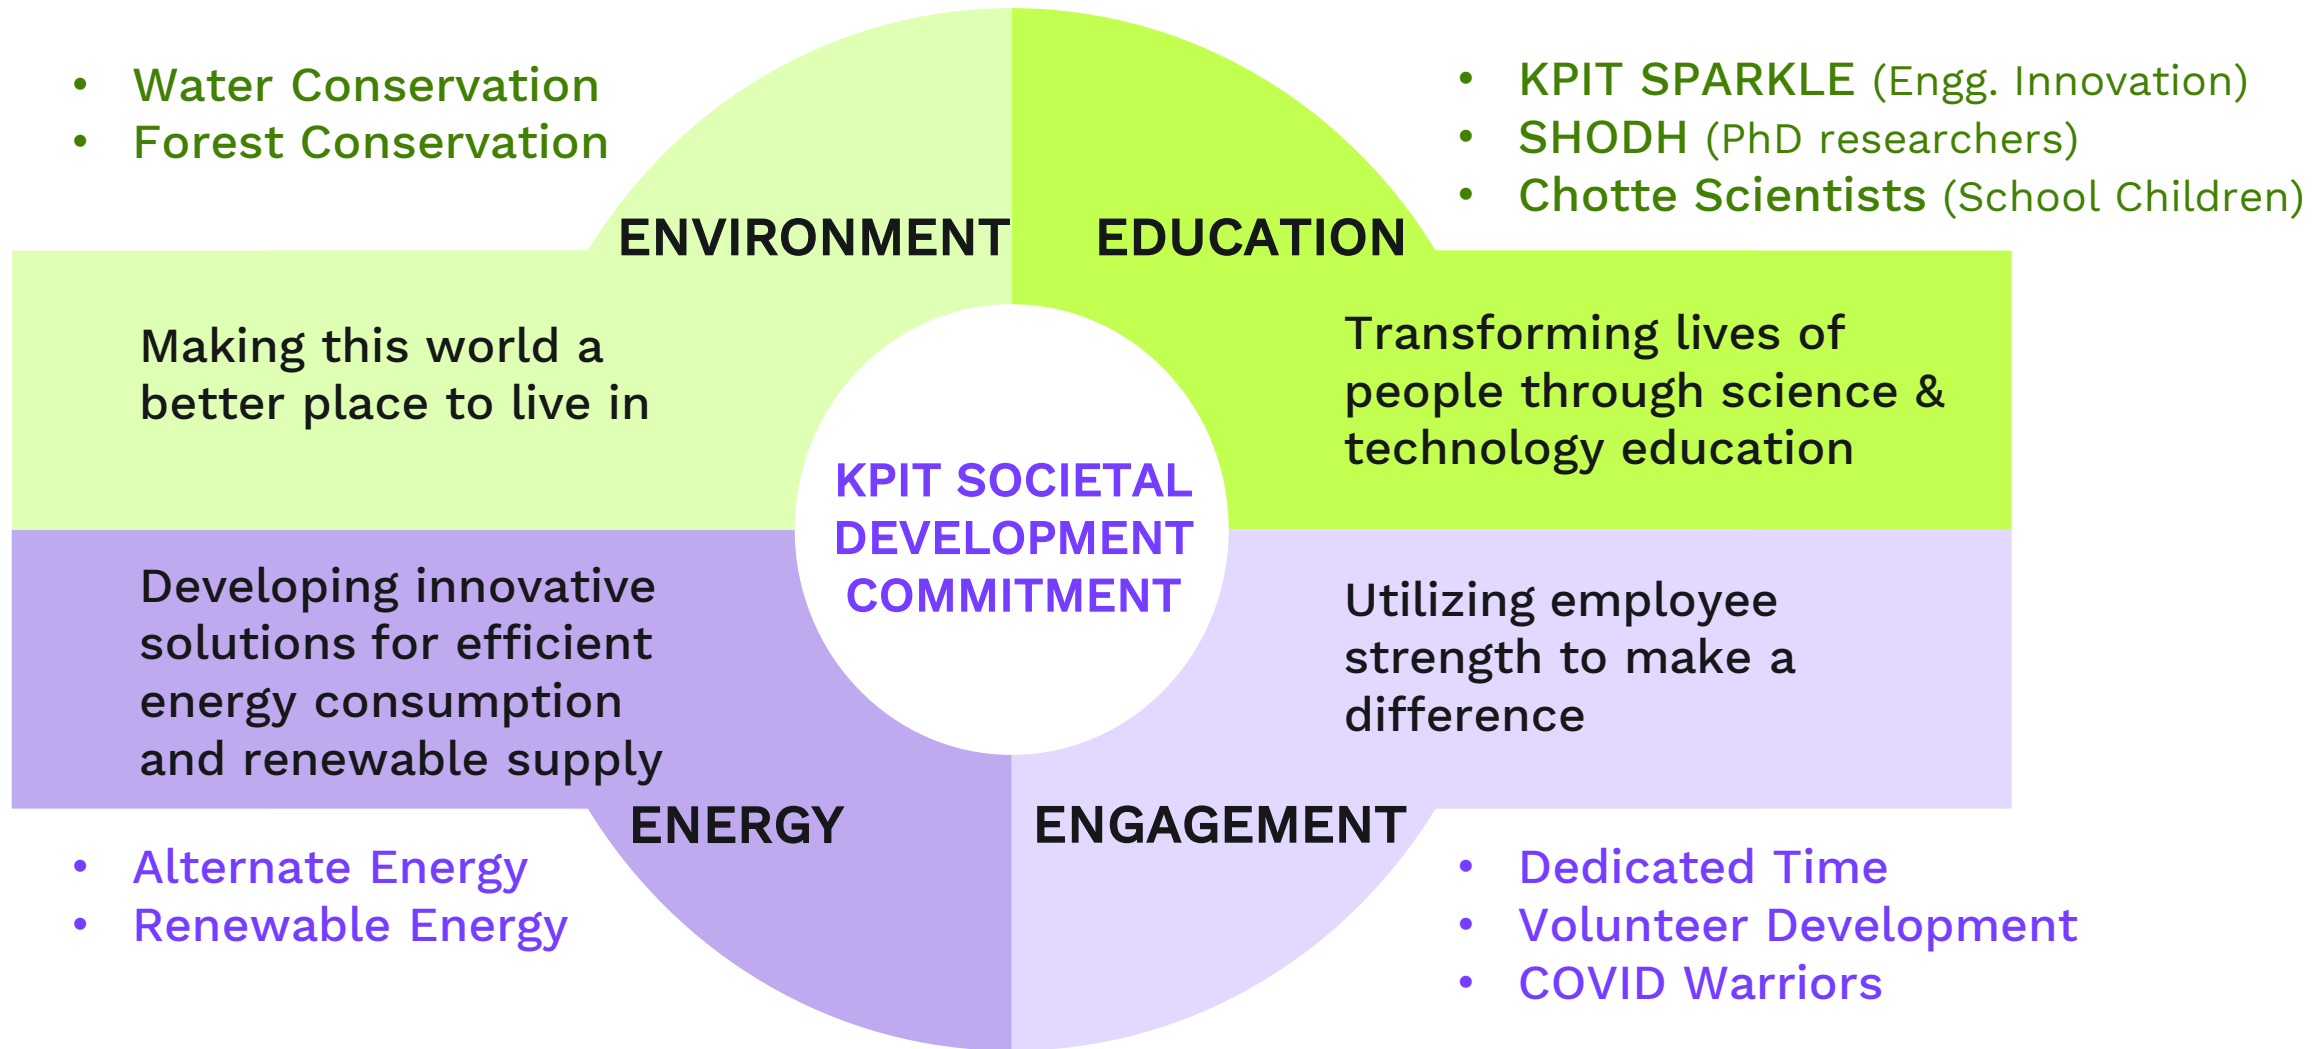 • Water Conservation
• Forest Conservation
• KPIT SPARKLE (Engg. Innovation)
• SHODH (PhD researchers)
• Chotte Scientists (School Children)
ENVIRONMENT
EDUCATION
Making this world a
better place to live in
Transforming lives of
people through science &
technology education
KPIT SOCIETAL
DEVELOPMENT
COMMITMENT
Developing innovative
solutions for efficient
energy consumption
and renewable supply
Utilizing employee
strength to make a
difference
ENERGY
ENGAGEMENT
• Alternate Energy
• Renewable Energy
• Dedicated Time
• Volunteer Development
• COVID Warriors